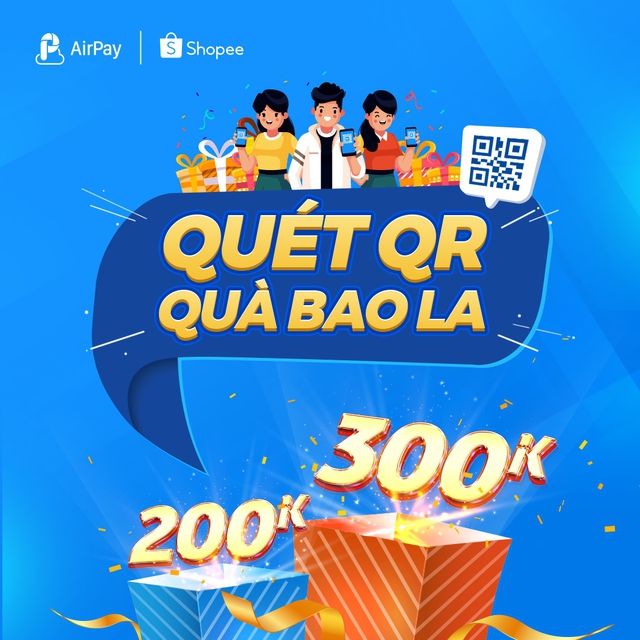 AirPay
Shopee
QUÉT QR
QUÀ BAO LA
300K
200K